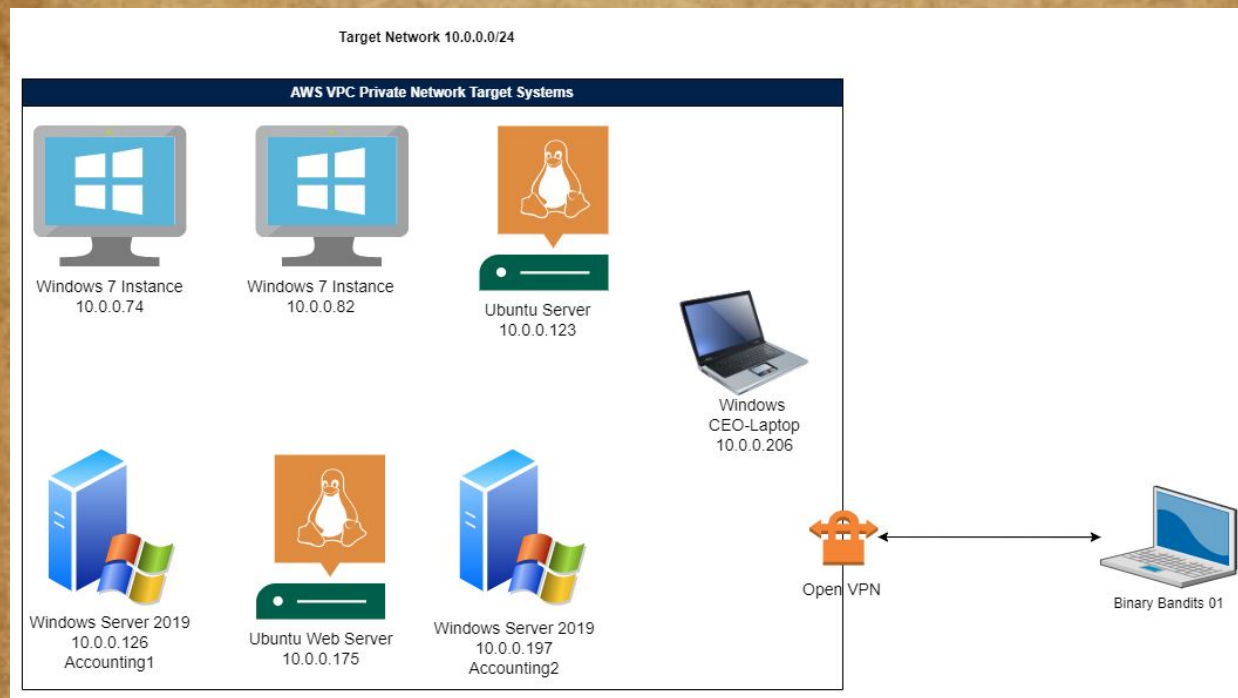 Target Network 10.0.0.0/24
AWS VPC Private Network Target Systems
Windows 7 Instance
10.0.0.74
Windows 7 Instance
10.0.0.82
Ubuntu Server
10.0.0.123
Windows
CEO-Laptop
10.0.0.206
Windows Server 2019
10.0.0.126
Accounting1
Ubuntu Web Server
10.0.0.175
Windows Server 2019
10.0.0.197
Accounting2
Open VPN
Binary Bandits 01